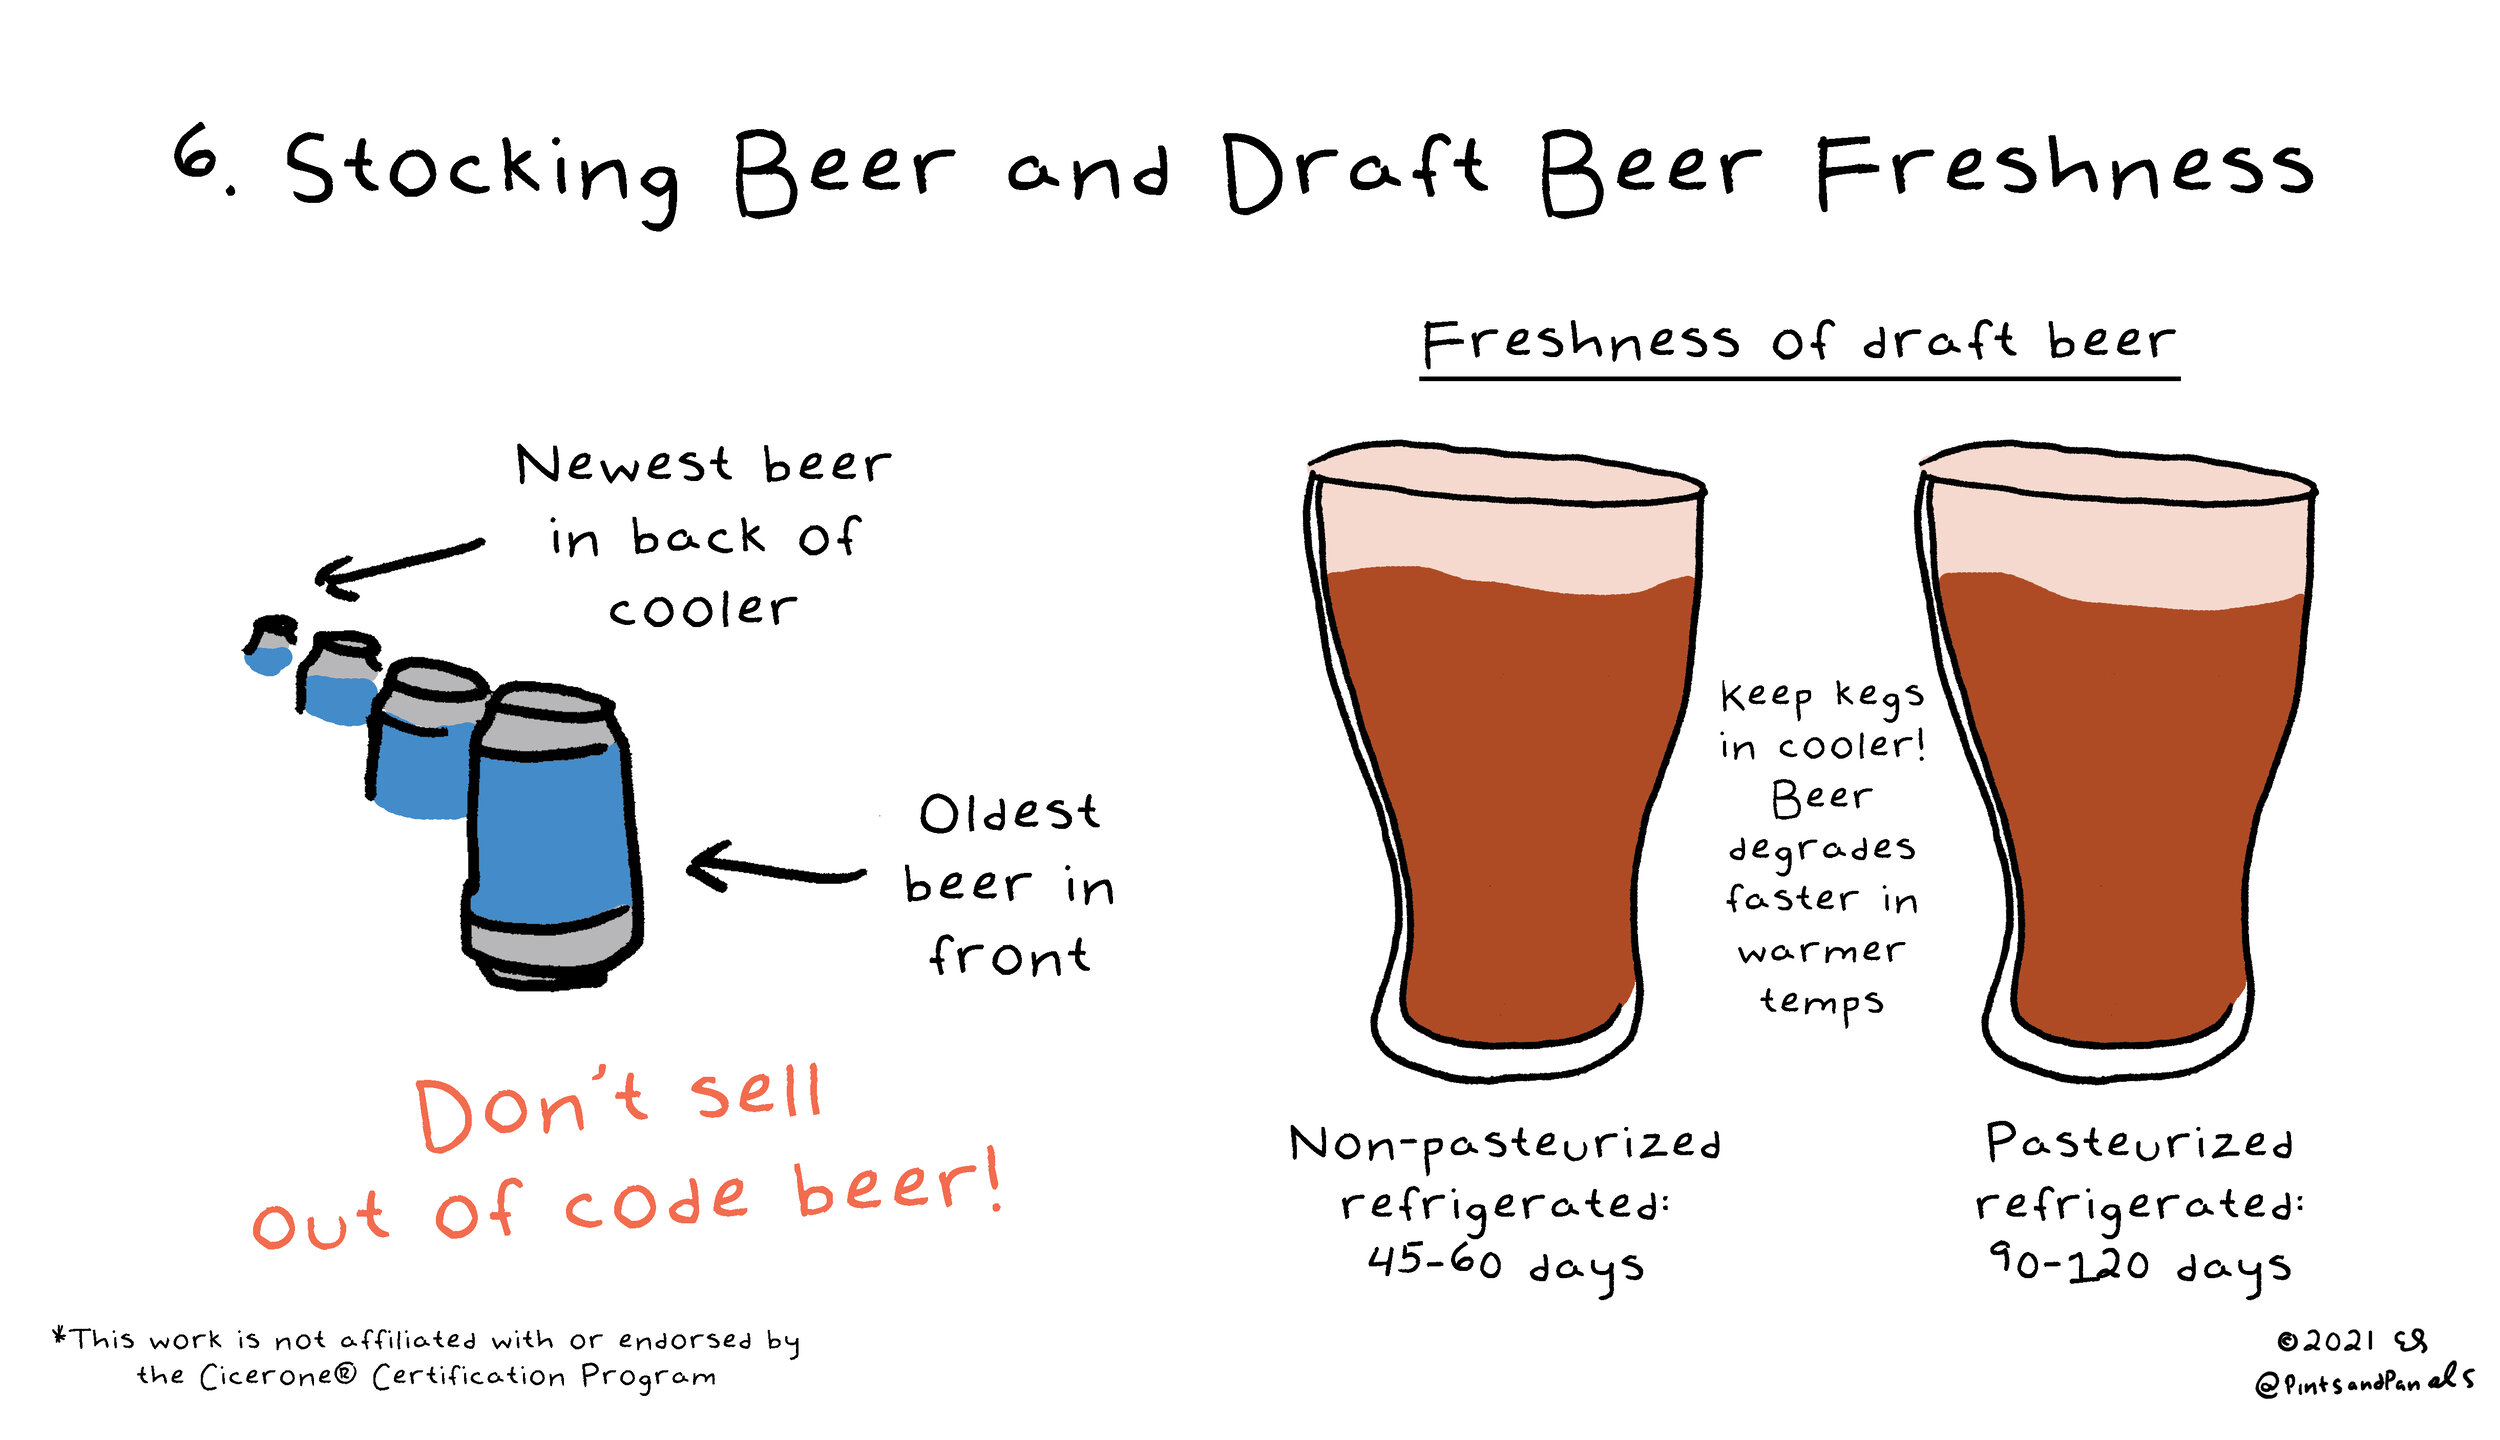 6. Stocking Beer and Draft Beer Freshness
Newest beer
in back of
cooler
Oldest
beer in
front
Don't sell
out of code beer!
Freshness of draft beer
Keep kegs
in cooler!
Beer
degrades
faster in
warmer
temps
Non-pasteurized
refrigerated:
45-60 days
Pasteurized
refrigerated:
90-120 days
*This work is not affiliated with or endorsed by
the Cicerone® Certification Program
©2021 ES
@PintsandPanels